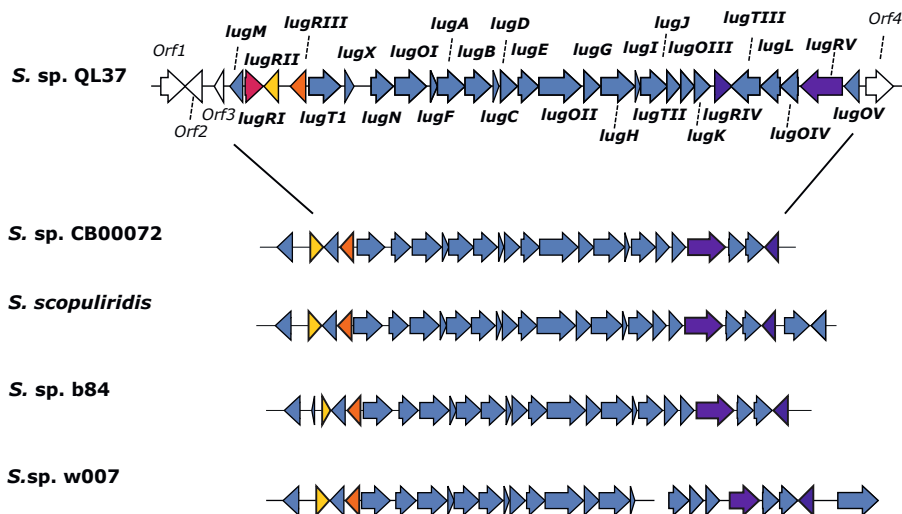 lugRIII lugA lugD lugJ lugTIII Orf4
Orf1 lugM lugRII lugX lugOI lugB lugE lugG lugI lugOIII lugL lugRV
S. sp. QL37
Orf2 Orf3 lugRI lugT1 lugN lugF lugC lugOII lugH lugTII lugK lugRIV lugOIV lugOV
S. sp. CB00072
S. scopuliridis
S. sp. b84
S.sp. w007